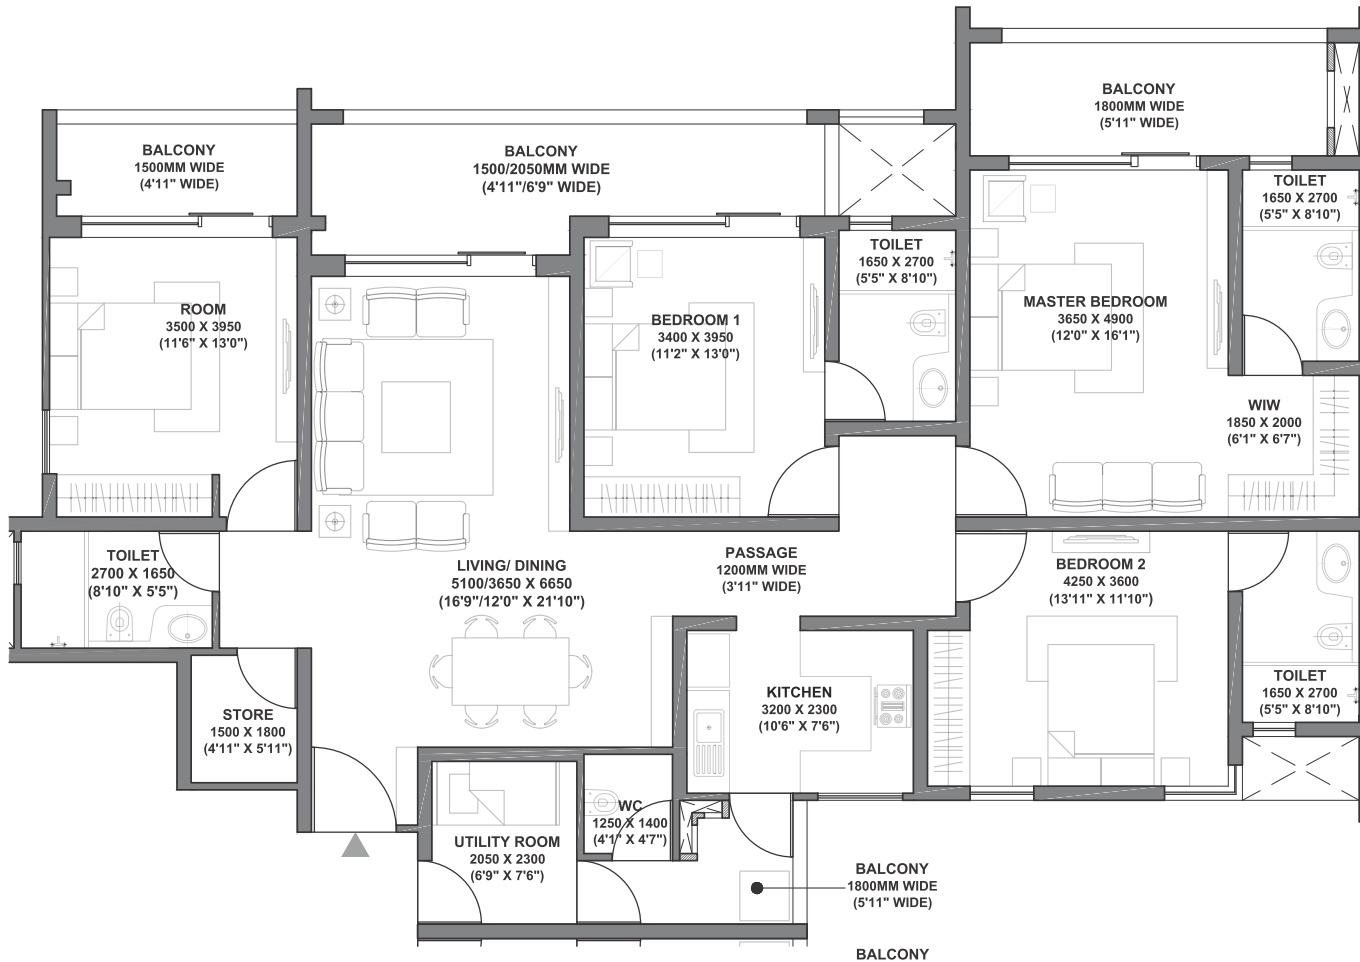 BALCONY
1800MM WIDE
(5'11" WIDE)
BALCONY
1500MM WIDE
(4'11" WIDE)
BALCONY
1500/2050MM WIDE
(4'11"/6'9" WIDE)
TOILET
1650 X 2700
(5'5" X 8'10")
TOILET
1650 X 2700
(5'5" X 8'10")
ROOM
3500 X 3950
(11'6" X 13'0")
BEDROOM 1
3400 X 3950
(11'2" X 13'0")
MASTER BEDROOM
3650 X 4900
(12'0" X 16'1")
WIW
1850 X 2000
(6'1" X 6'7")
TOILET
2700 X 1650
(8'10" X 5'5")
LIVING/ DINING
5100/3650 X 6650
(16'9"/12'0" X 21'10")
PASSAGE
1200MM WIDE
(3'11" WIDE)
BEDROOM 2
4250 X 3600
(13'11" X 11'10")
TOILET
1650 X 2700
(5'5" X 8'10")
STORE
1500 X 1800
(4'11" X 5'11")
KITCHEN
3200 X 2300
(10'6" X 7'6")
WC
1250 X 1400
(4'1" X 4'7")
UTILITY ROOM
2050 X 2300
(6'9" X 7'6")
BALCONY
1800MM WIDE
(5'11" WIDE)
BALCONY